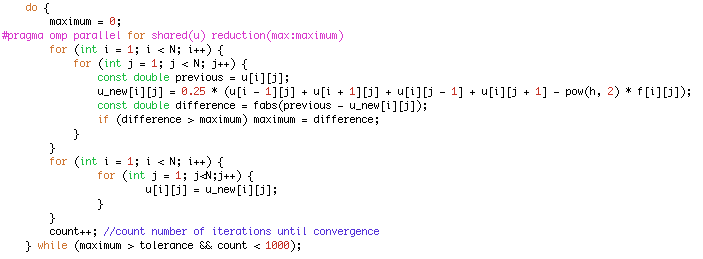 do {
maximum = 0;
#pragma omp parallel for shared(u) reduction(max:maximum)
for (int i = 1; i < N; i++) {
for (int j = 1; j < N; j++) {
const double previous = u[i][j];
u_new[i][j] = 0.25 * (u[i - 1][j] + u[i + 1][j] + u[i][j - 1] + u[i][j + 1] - pow(h, 2) * f[i][j]);
const double difference = fabs(previous - u_new[i][j]);
if (difference > maximum) maximum = difference;
}
}
for (int i = 1; i < N; i++) {
for (int j = 1; j<N;j++) {
u[i][j] = u_new[i][j];
}
}
count++; //count number of iterations until convergence
} while (maximum > tolerance && count < 1000);